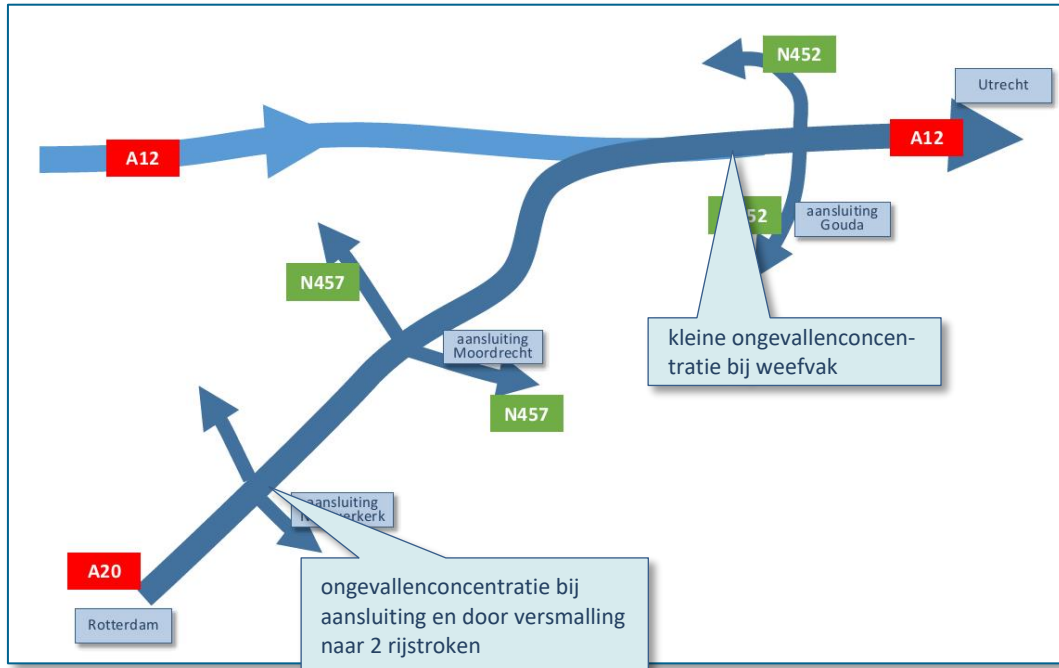 N452
Utrecht
A12
A12
52
aansluiting
Gouda
N457
aansluiting
Moordrecht
kleine ongevallenconcen-
tratie bij weefvak
N457
aansluiting
A20
Rotterdam
ongevallenconcentratie bij
aansluiting en door versmalling
naar 2 rijstroken